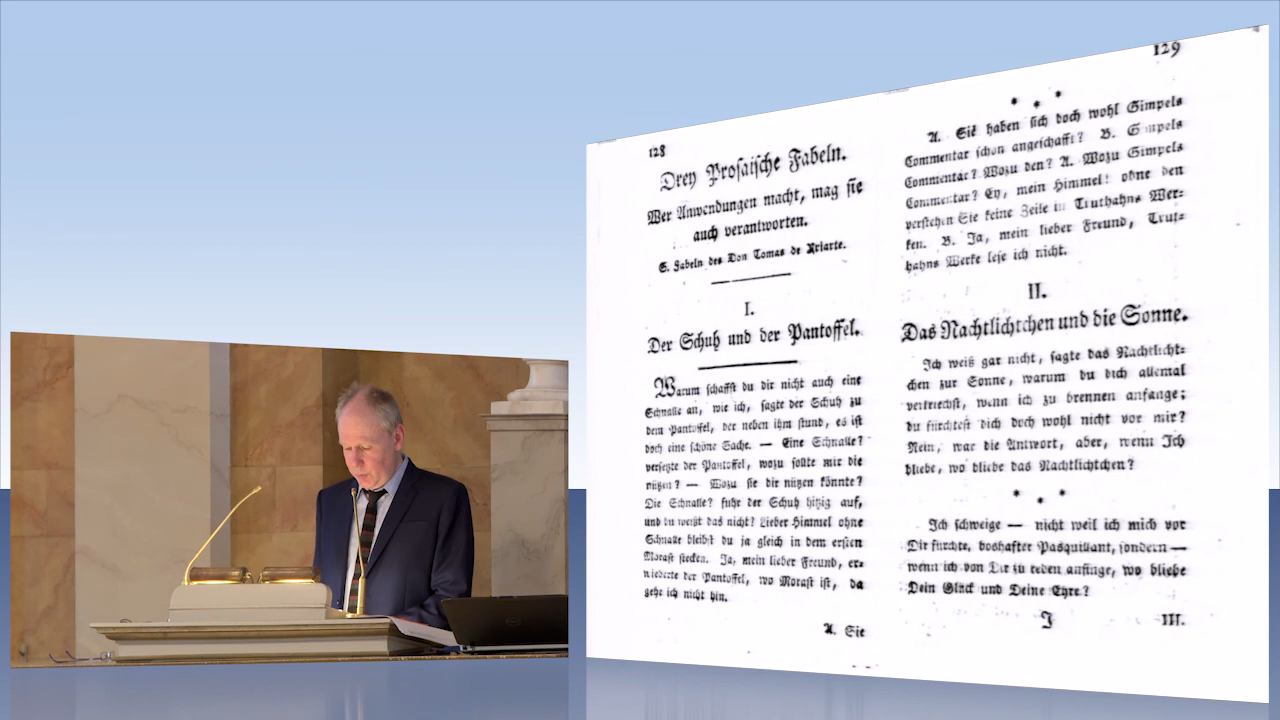 128
Drey Prosaische Fabeln.
Wer Anwendungen macht, mag sie
auch verantworten.
S. Fabeln des Don Tomas de Yriarte.
I.
Der Schuh und der Pantoffel.
Warum schaffst du dir nicht auch eine
Schnalle an, wie ich, sagte der Schuh zu
dem Pantoffel, der neben ihm stund, es ist
doch eine schöne Sache. — Eine Schnalle?
versetzte der Pantoffel, wozu sollte mir die
nützen? — Wozu sie dir nützen könnte?
Die Schnalle? fuhr der Schuh hitzig auf,
und du weißt das nicht? Lieber Himmel ohne
Schnalle bleibst du ja gleich in dem ersten
Morast stecken. Ja, mein lieber Freund, er-
wiederte der Pantoffel, wo Morast ist, da
gehe ich nicht hin.
A. Sie
129
* * *
A. Sie haben sich doch wohl Gimpels
Commentar schon angeschafft? B. Gimpels
Commentar? Wozu den? A. Wozu Gimpels
Commentar? Ey, mein Himmel! ohne den
verstehen Sie keine Zeile in Truthahns Wer-
ken. B. Ja, mein lieber Freund, Trut-
hahns Werke lese ich nicht.
II.
Das Nachtlichtchen und die Sonne.
Ich weiß gar nicht, sagte das Nachtlicht-
chen zur Sonne, warum du dich allemal
verkriechst, wenn ich zu brennen anfange;
du fürchtest dich doch wohl nicht vor mir?
Nein, war die Antwort, aber, wenn Ich
bliebe, wo bliebe das Nachtlichtchen?
* * *
Ich schweige — nicht weil ich mich vor
Dir fürchte, boshafter Pasquillant, sondern —
wenn ich von Dir zu reden anfinge, wo bliebe
Dein Glück und Deine Ehre?
J
III.